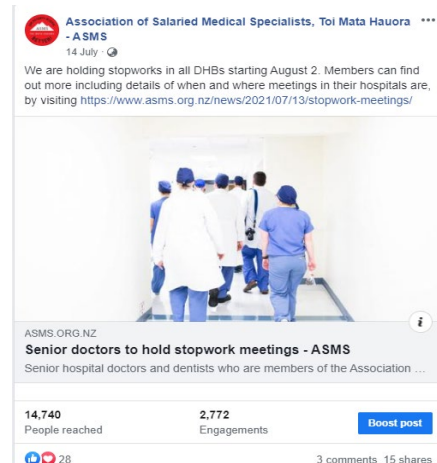 Association of Salaried Medical Specialists, Toi Mata Hauora
- ASMS
14 July ·
We are holding stopworks in all DHBs starting August 2. Members can find
out more including details of when and where meetings in their hospitals are,
by visiting https://www.asms.org.nz/news/2021/07/13/stopwork-meetings/
ASMS.ORG.NZ
Senior doctors to hold stopwork meetings - ASMS
Senior hospital doctors and dentists who are members of the Association ...
14,740 2,772
People reached Engagements Boost post
28 3 comments 15 shares